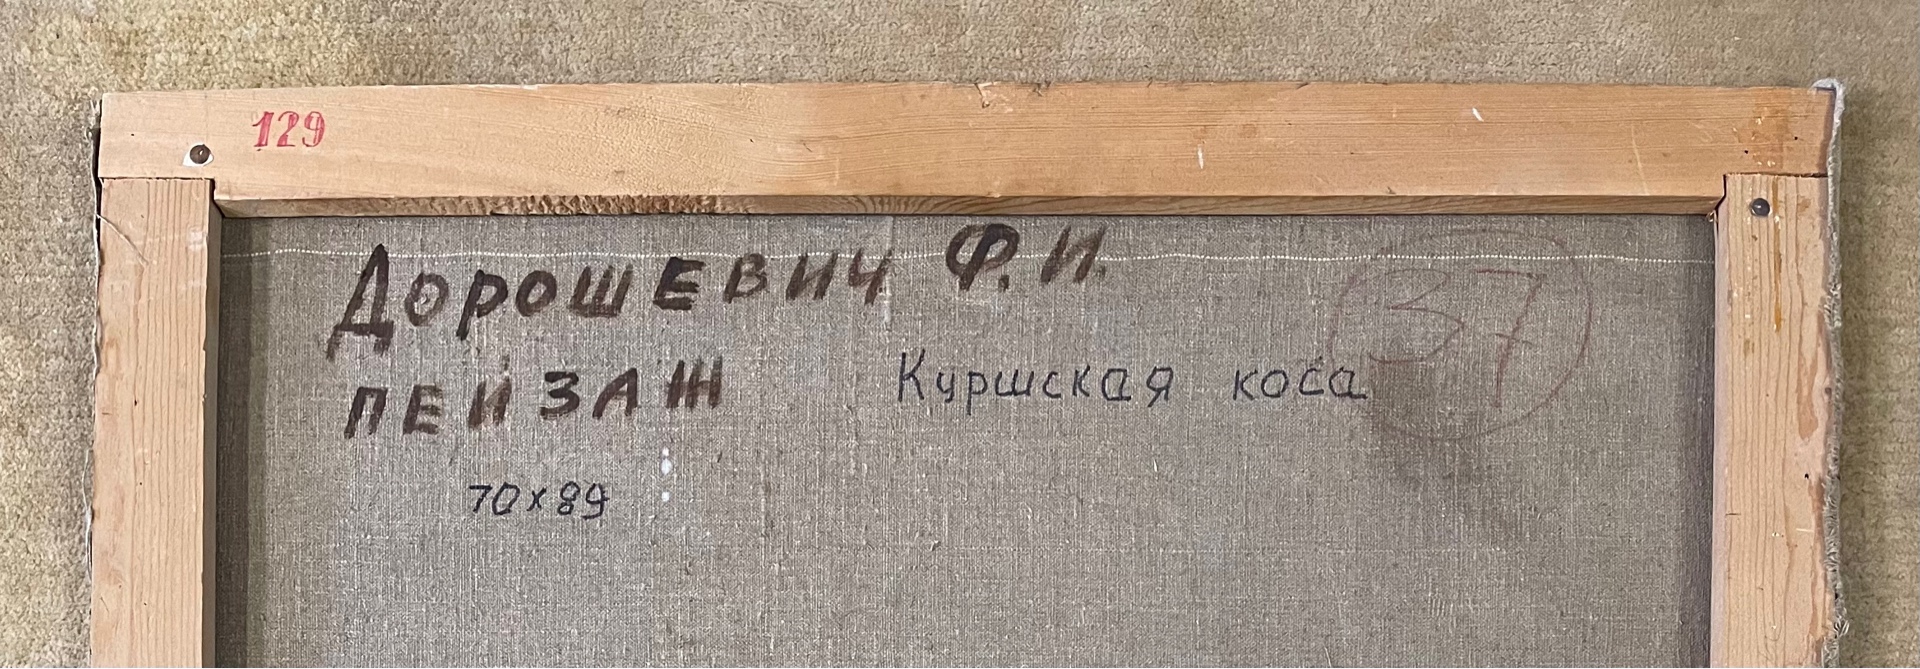 129
Дорошевич Ф. И.
37
ПЕЙЗАЖ Куршская коса
70x89